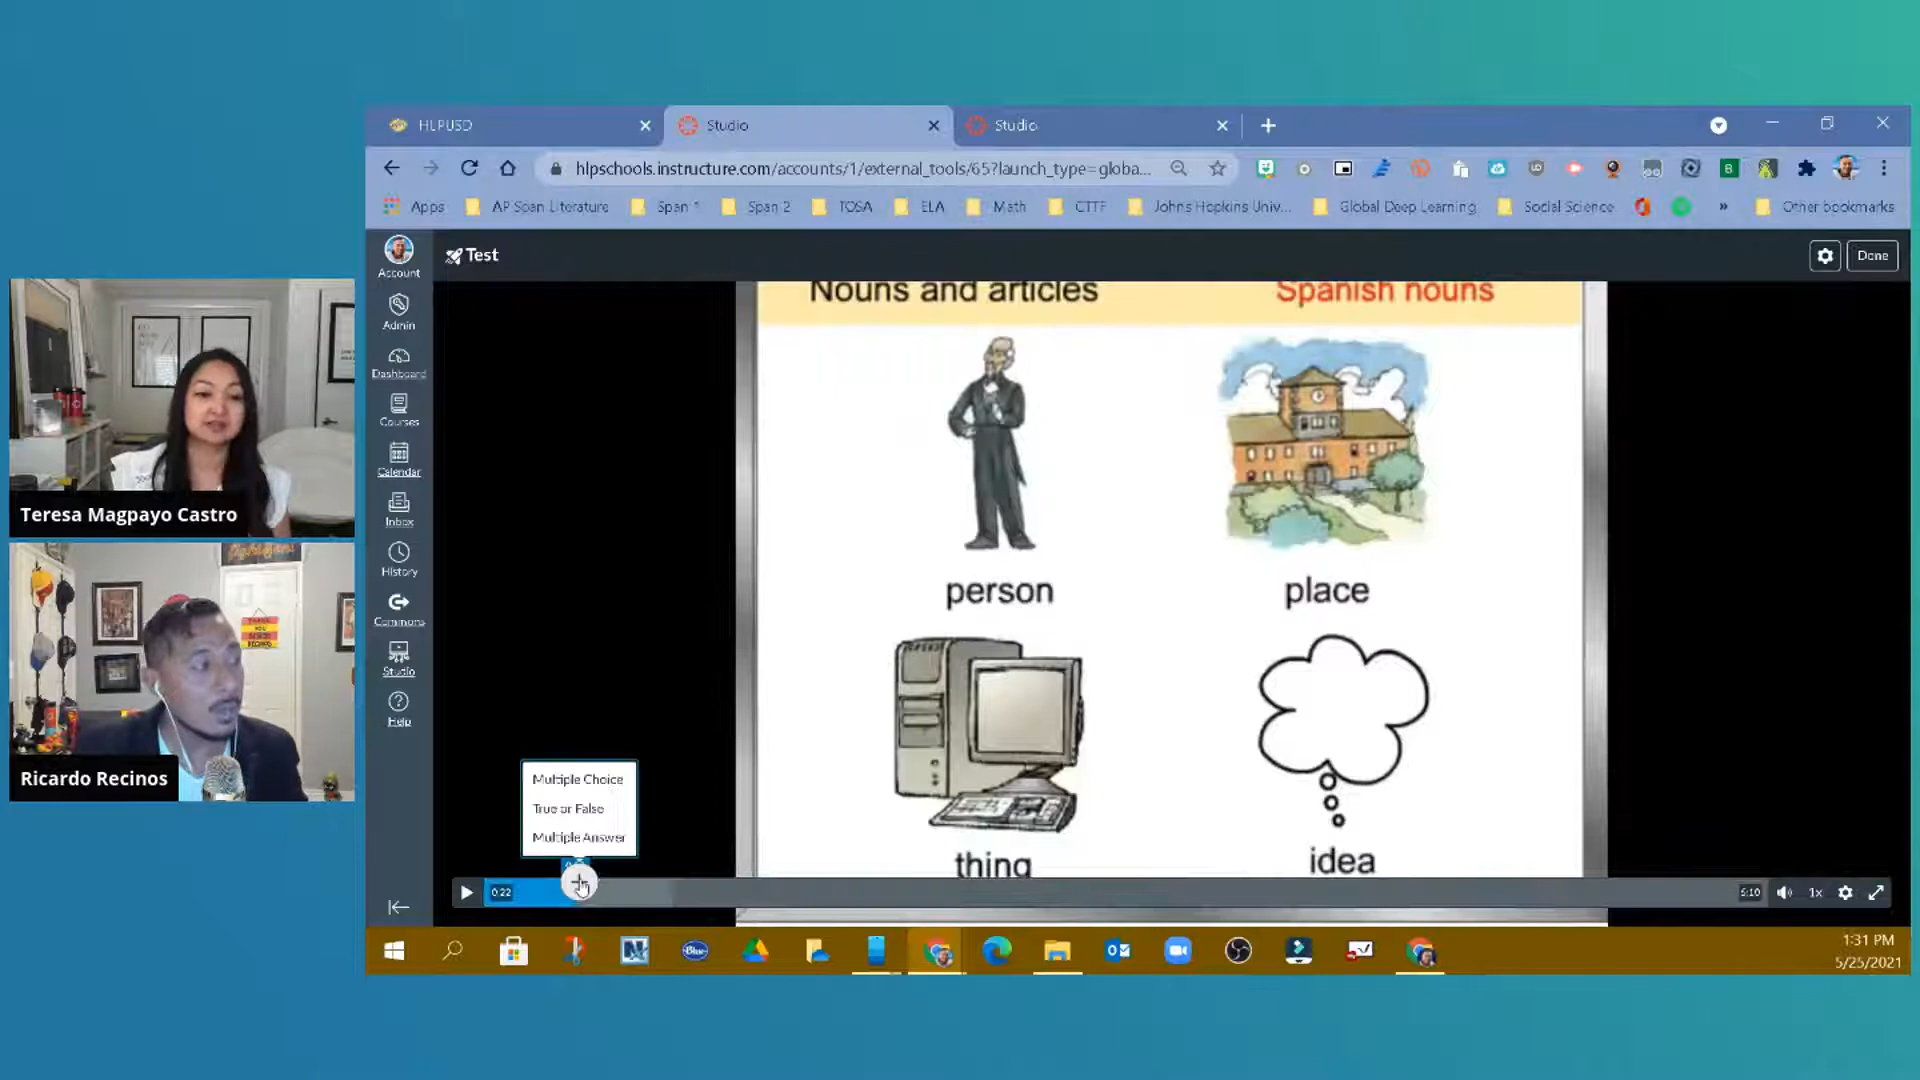 HLPUSD
Studio
Studio
hlpschools.instructure.com/accounts/1/external_tools/65?launch_type=globa...
Apps
AP Span Literature
Span 1
Span 2
TOSA
ELA
Math
CTTF
Johns Hopkins Univ...
Global Deep Learning
Social Science
»
Other bookmarks
Account
Admin
Dashboard
Courses
Calendar
Inbox
History
Commons
Studio
Help
Test
Done
Nouns and articles
Spanish nouns
person
place
thing
idea
Multiple Choice
True or False
Multiple Answer
0:22
5:10
1x
Teresa Magpayo Castro
Ricardo Recinos
Blue
1:31 PM
5/25/2021